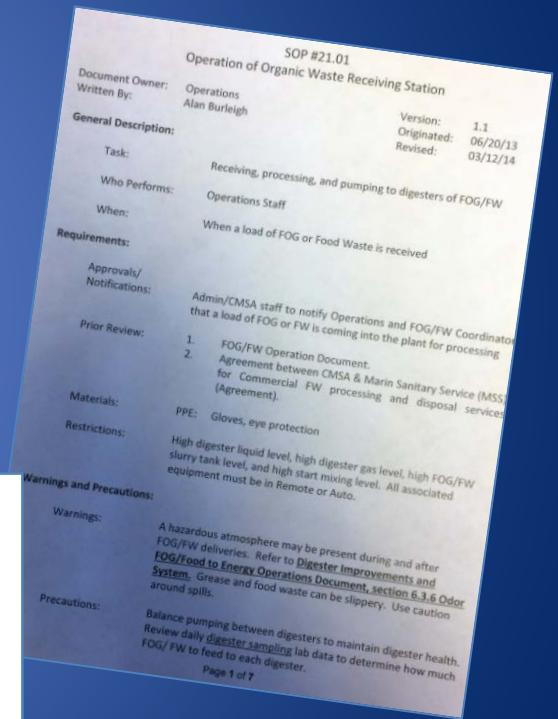 SOP #21.01
Operation of Organic Waste Receiving Station
Document Owner: Operations
Written By: Alan Burleigh
Version: 1.1
Originated: 06/20/13
Revised: 03/12/14
General Description:
Task: Receiving, processing, and pumping to digesters of FOG/FW
Who Performs: Operations Staff
When: When a load of FOG or Food Waste is received
Requirements:
Approvals/
Notifications: Admin/CMSA staff to notify Operations and FOG/FW Coordinator
that a load of FOG or FW is coming into the plant for processing
Prior Review: 1. FOG/FW Operation Document.
2. Agreement between CMSA & Marin Sanitary Service (MSS)
for Commercial FW processing and disposal services
(Agreement).
Materials: PPE: Gloves, eye protection
Restrictions: High digester liquid level, high digester gas level, high FOG/FW
slurry tank level, and high start mixing level. All associated
equipment must be in Remote or Auto.
Warnings and Precautions:
Warnings: A hazardous atmosphere may be present during and after
FOG/FW deliveries. Refer to Digester Improvements and
FOG/Food to Energy Operations Document, section 6.3.6 Odor
System. Grease and food waste can be slippery. Use caution
around spills.
Precautions: Balance pumping between digesters to maintain digester health.
Review daily digester sampling lab data to determine how much
FOG/ FW to feed to each digester.
Page 1 of 7